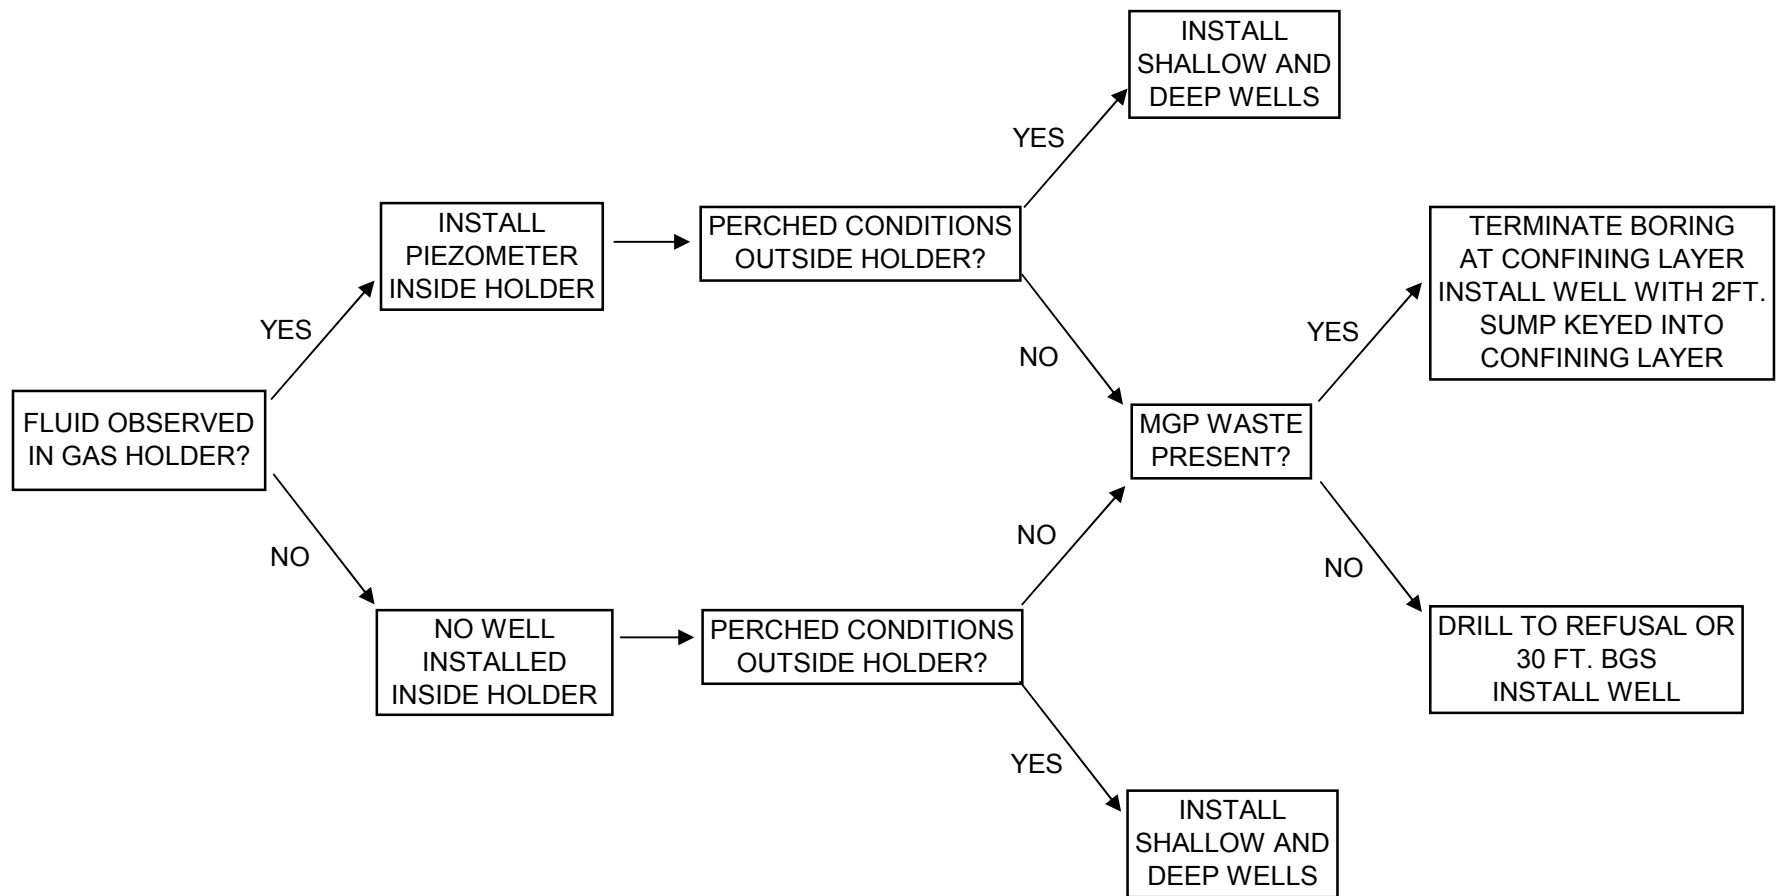 FLUID OBSERVED
IN GAS HOLDER?
YES
INSTALL
PIEZOMETER
INSIDE HOLDER
PERCHED CONDITIONS
OUTSIDE HOLDER?
YES
INSTALL
SHALLOW AND
DEEP WELLS
NO
MGP WASTE
PRESENT?
YES
TERMINATE BORING
AT CONFINING LAYER
INSTALL WELL WITH 2FT.
SUMP KEYED INTO
CONFINING LAYER
NO
DRILL TO REFUSAL OR
30 FT. BGS
INSTALL WELL
NO
NO WELL
INSTALLED
INSIDE HOLDER
PERCHED CONDITIONS
OUTSIDE HOLDER?
NO
YES
INSTALL
SHALLOW AND
DEEP WELLS